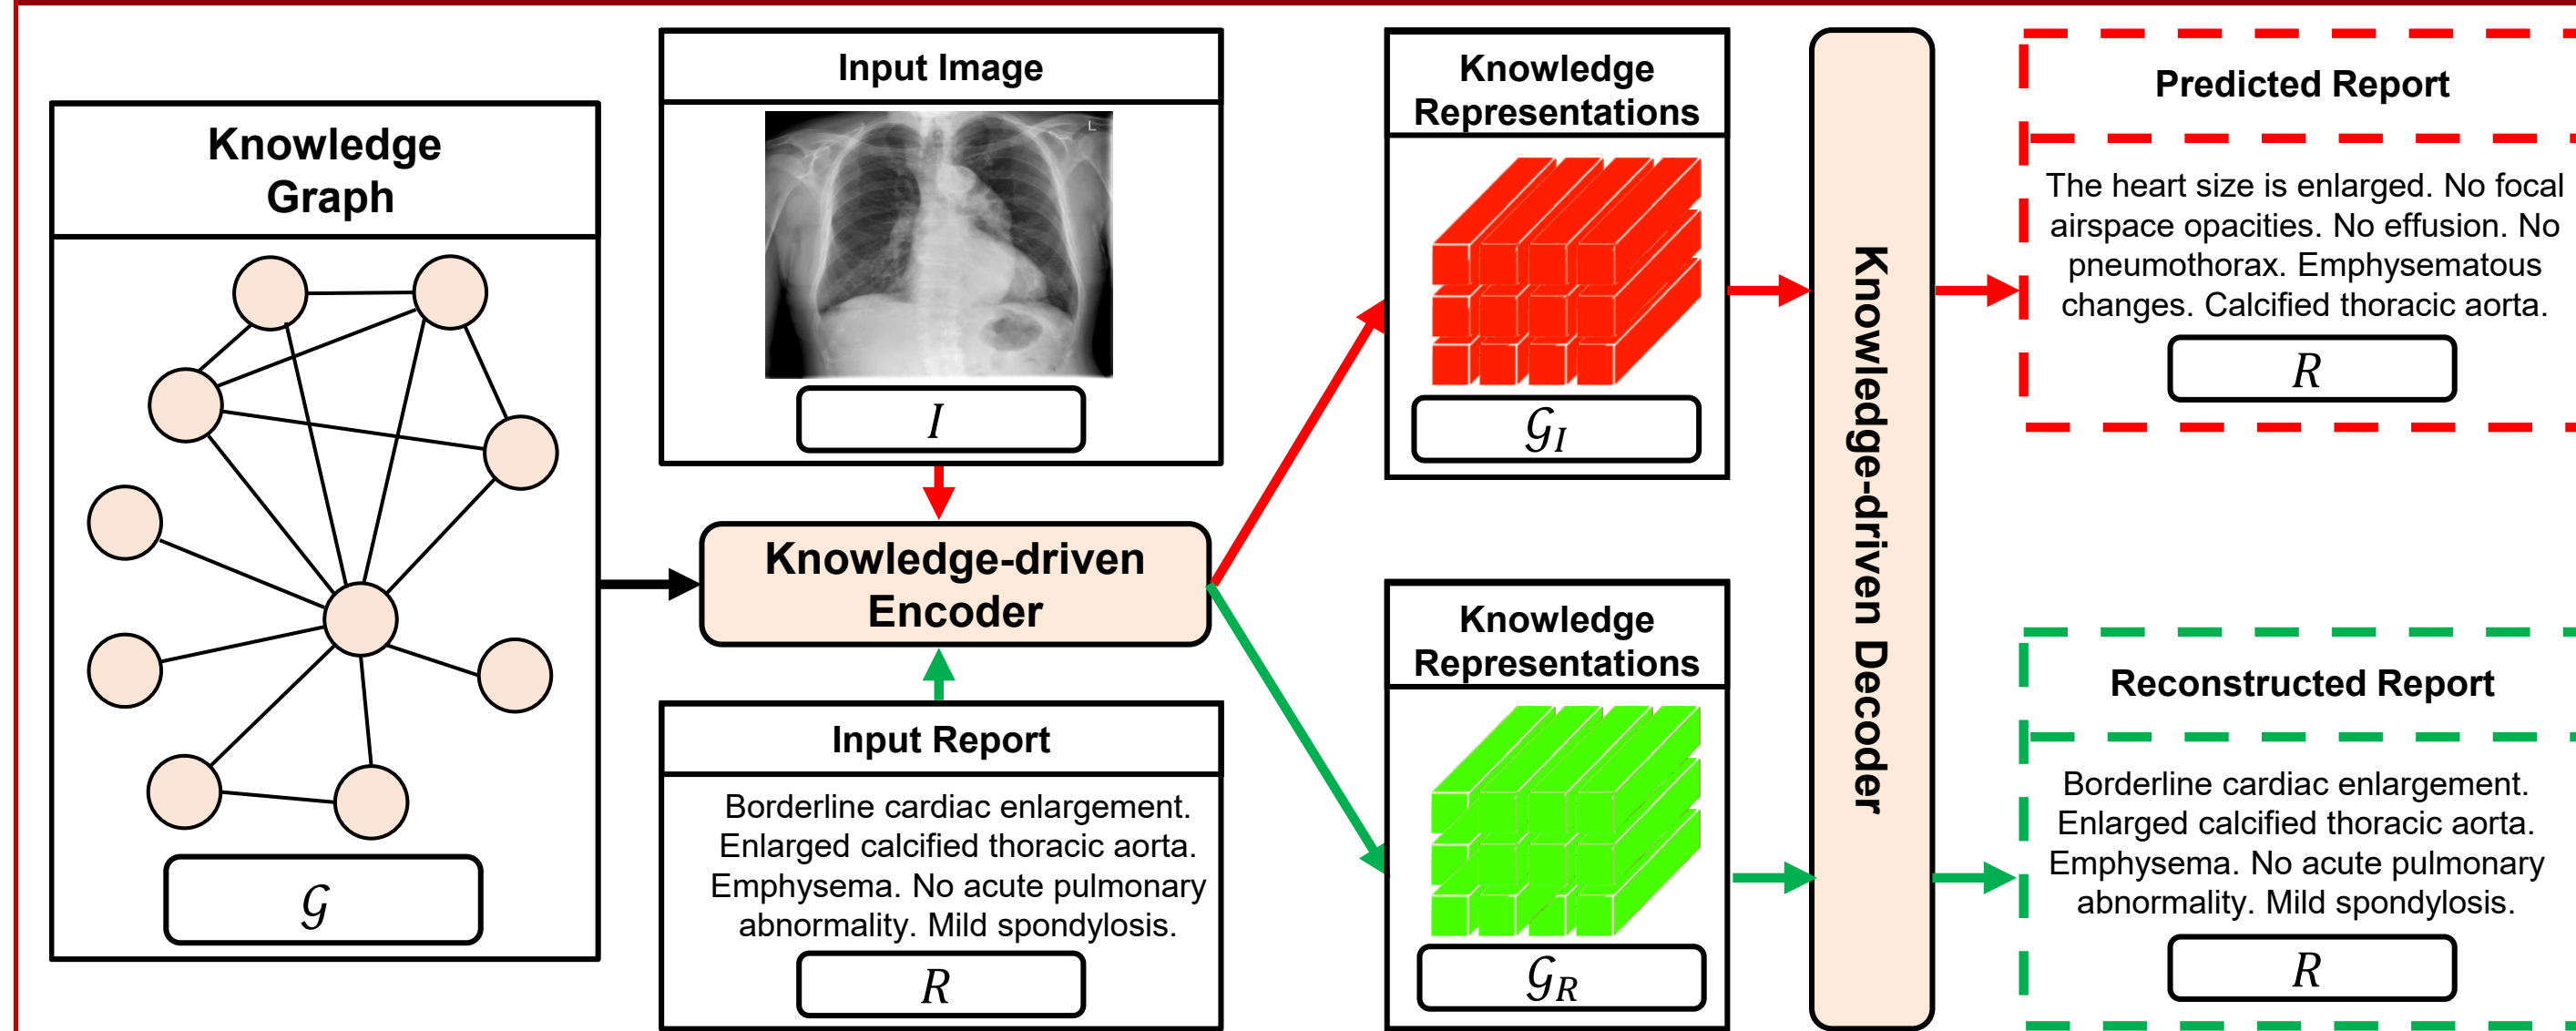 Knowledge
Graph
𝒢
Input Image
L
I
Knowledge-driven
Encoder
Input Report
Borderline cardiac enlargement.
Enlarged calcified thoracic aorta.
Emphysema. No acute pulmonary
abnormality. Mild spondylosis.
R
Knowledge
Representations
𝒢_I
Knowledge
Representations
𝒢_R
Knowledge-driven Decoder
Predicted Report
The heart size is enlarged. No focal
airspace opacities. No effusion. No
pneumothorax. Emphysematous
changes. Calcified thoracic aorta.
R
Reconstructed Report
Borderline cardiac enlargement.
Enlarged calcified thoracic aorta.
Emphysema. No acute pulmonary
abnormality. Mild spondylosis.
R